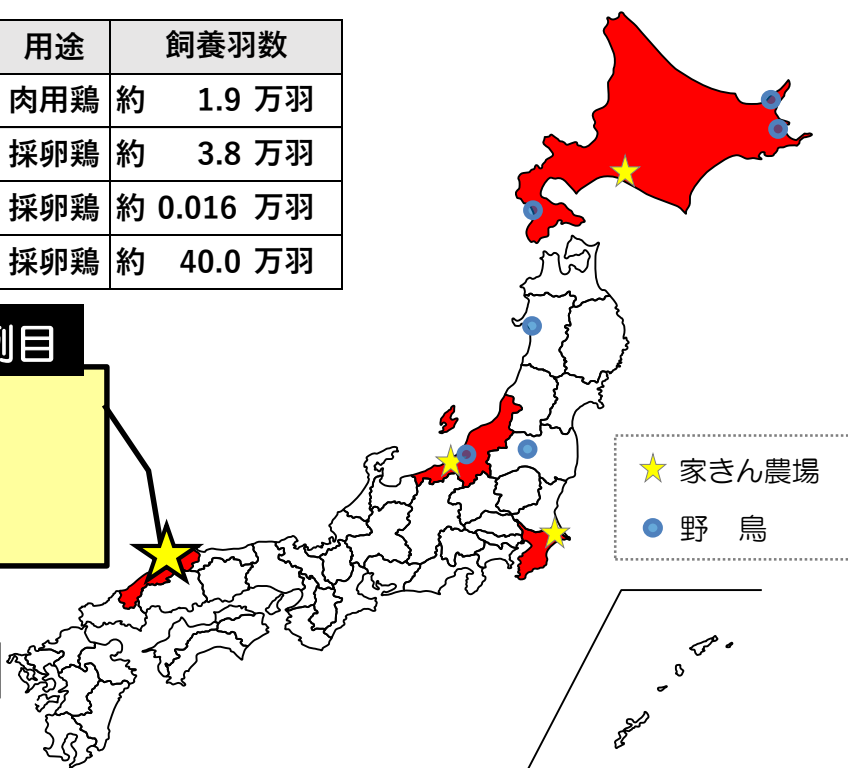 用途 飼養羽数
肉用鶏 約 1.9 万羽
採卵鶏 約 3.8 万羽
採卵鶏 約 0.016 万羽
採卵鶏 約 40.0 万羽
例目
家きん農場
野 鳥